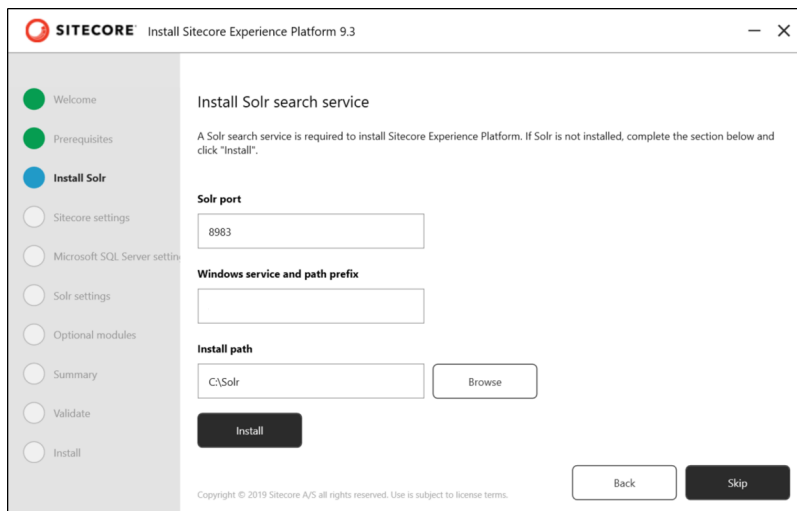 SITECORE Install Sitecore Experience Platform 9.3
Welcome
Prerequisites
Install Solr
Sitecore settings
Microsoft SQL Server settin
Solr settings
Optional modules
Summary
Validate
Install
Install Solr search service
A Solr search service is required to install Sitecore Experience Platform. If Solr is not installed, complete the section below and
click "Install".
Solr port
8983
Windows service and path prefix
Install path
C:\Solr
Browse
Install
Back
Skip
Copyright © 2019 Sitecore A/S all rights reserved. Use is subject to license terms.